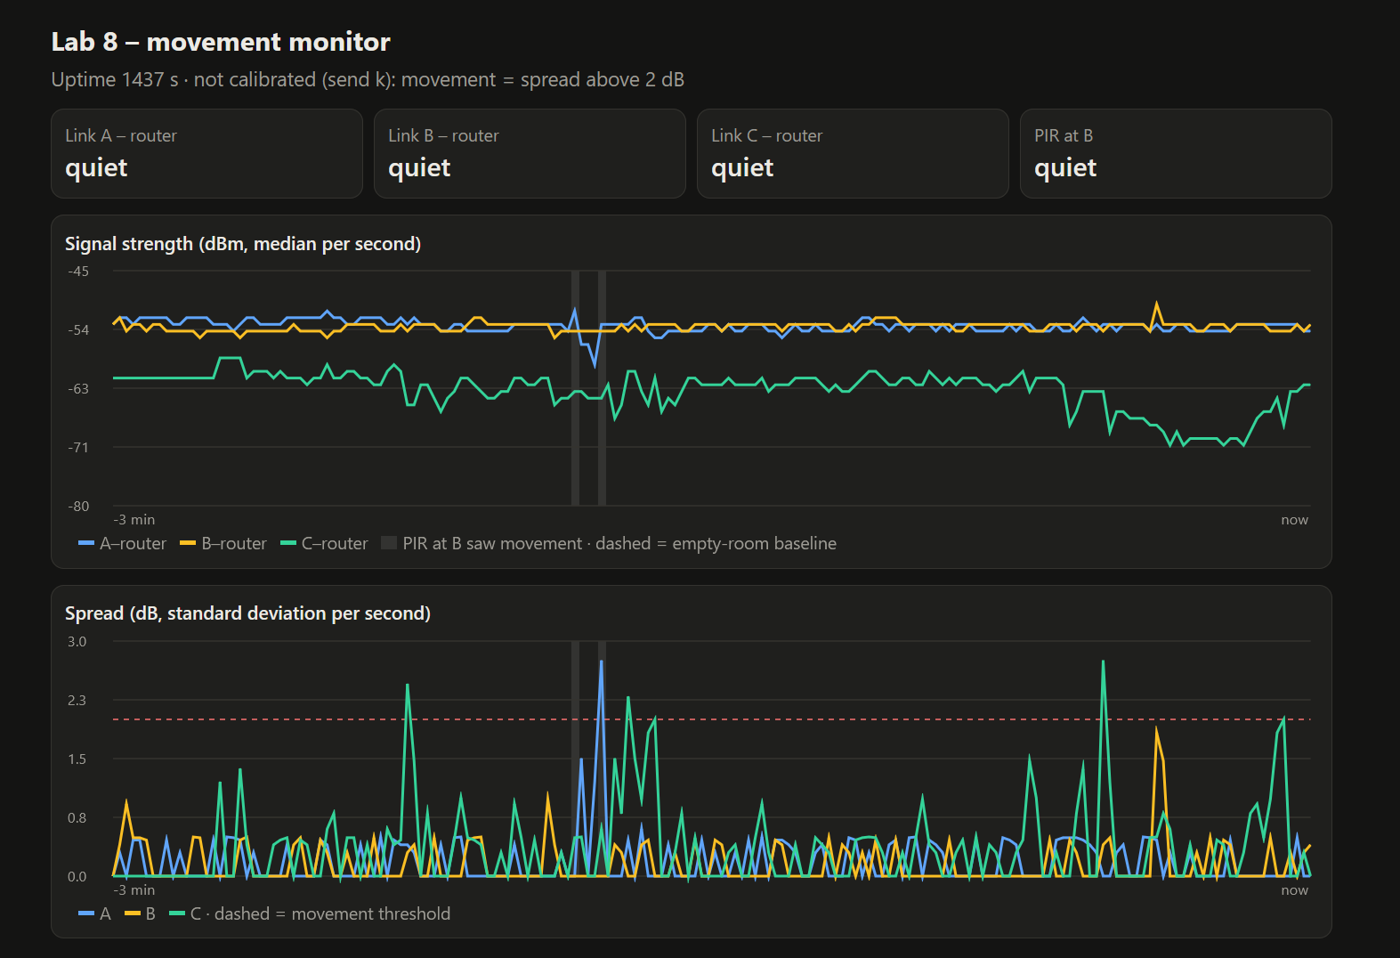 Lab 8 – movement monitor
Uptime 1437 s · not calibrated (send k): movement = spread above 2 dB
Link A – router
quiet
Link B – router
quiet
Link C – router
quiet
PIR at B
quiet
Signal strength (dBm, median per second)
-45
-54
-63
-71
-80
-3 min
now
A–router B–router C–router PIR at B saw movement · dashed = empty-room baseline
Spread (dB, standard deviation per second)
3.0
2.3
1.5
0.8
0.0
-3 min
now
A B C · dashed = movement threshold